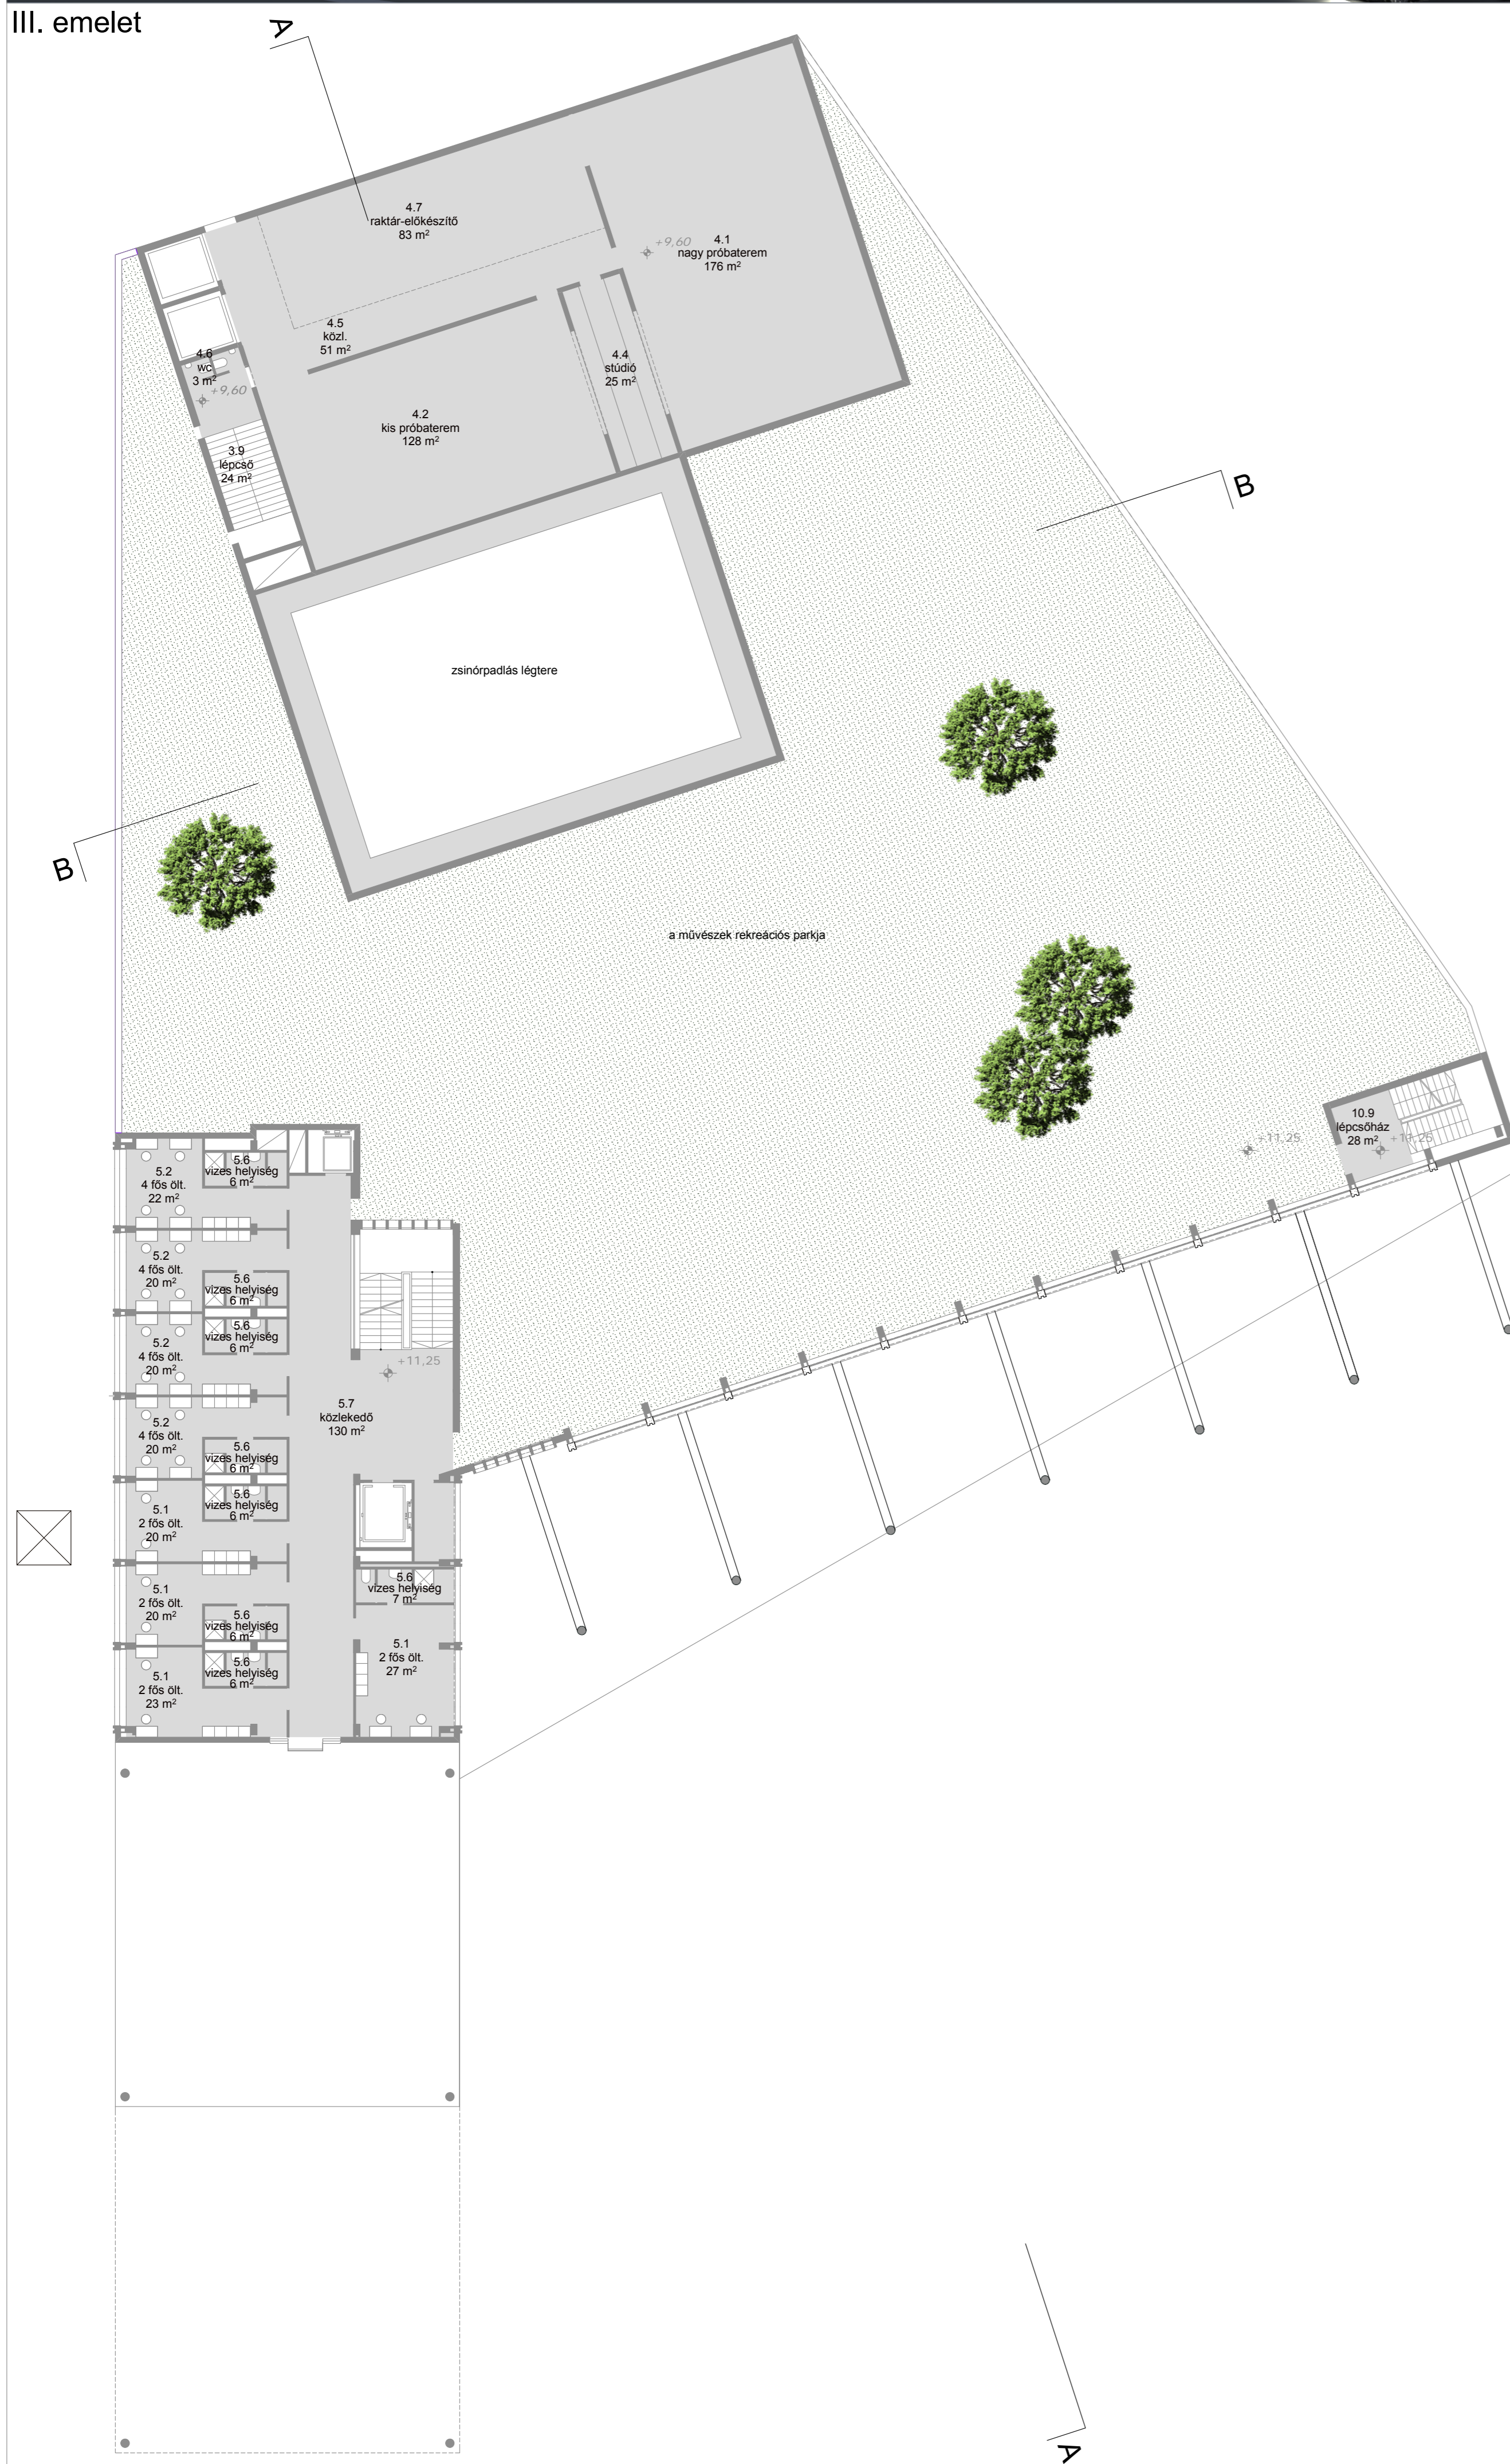 III. emelet
A
4.7
raktár-előkészítő
83 m²
+9,60
4.1
nagy próbaterem
176 m²
4.5
közl.
51 m²
4.6
wc
3 m²
+9,60
4.4
stúdió
25 m²
4.2
kis próbaterem
128 m²
3.9
lépcső
24 m²
B
zsinórpadlás légtere
B
a művészek rekreációs parkja
10.9
lépcsőház
28 m²
+11,25
+11,25
5.2
4 fős ölt.
22 m²
5.6
vizes helyiség
6 m²
5.2
4 fős ölt.
20 m²
5.6
vizes helyiség
6 m²
5.2
4 fős ölt.
20 m²
5.6
vizes helyiség
6 m²
+11,25
5.7
közlekedő
130 m²
5.2
4 fős ölt.
20 m²
5.6
vizes helyiség
6 m²
5.1
2 fős ölt.
20 m²
5.6
vizes helyiség
6 m²
5.1
2 fős ölt.
20 m²
5.6
vizes helyiség
6 m²
5.6
vizes helyiség
7 m²
5.1
2 fős ölt.
23 m²
5.6
vizes helyiség
6 m²
5.1
2 fős ölt.
27 m²
A